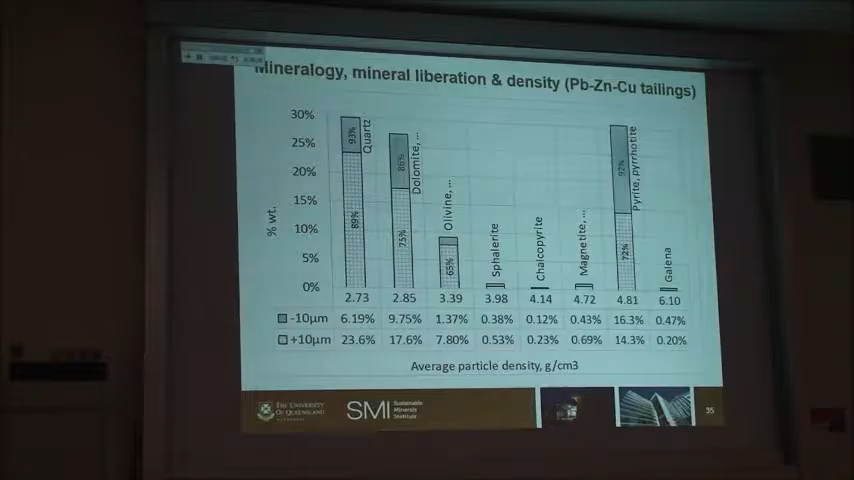 Mineralogy, mineral liberation & density (Pb-Zn-Cu tailings)
30%
25%
20%
15%
10%
5%
0%
% wt.
93%
89%
Quartz
86%
75%
Dolomite, ...
65%
Olivine, ...
Sphalerite
Chalcopyrite
Magnetite, ...
92%
72%
Pyrite, pyrrhotite
Galena
2.73 2.85 3.39 3.98 4.14 4.72 4.81 6.10
-10µm 6.19% 9.75% 1.37% 0.38% 0.12% 0.43% 16.3% 0.47%
+10µm 23.6% 17.6% 7.80% 0.53% 0.23% 0.69% 14.3% 0.20%
Average particle density, g/cm3
THE UNIVERSITY
OF QUEENSLAND
SMI
Sustainable
Minerals
Institute
35